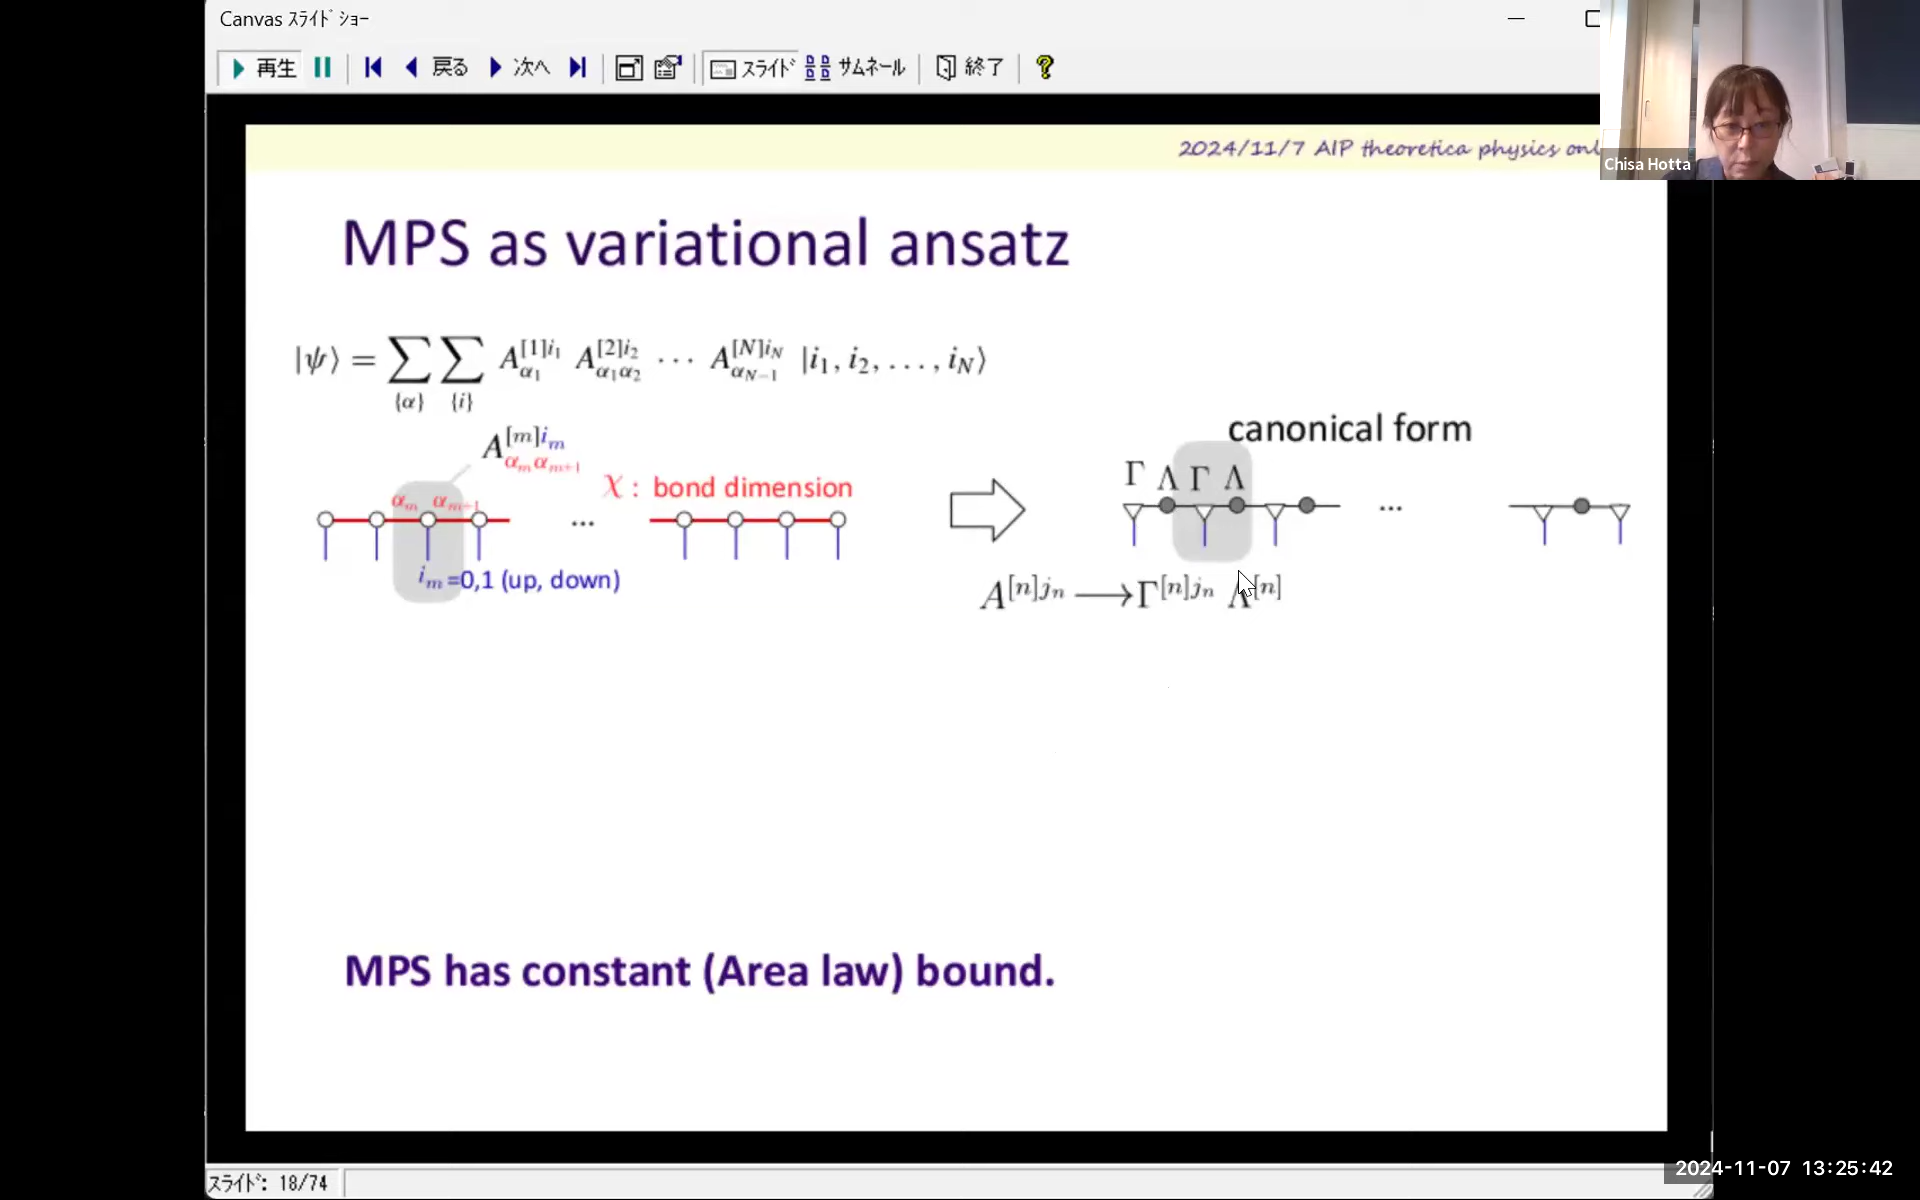 Canvas スライド ショー
再生 戻る 次へ スライド サムネール 終了 ?
Chisa Hotta
2024/11/7 AIP theoretica physics onl
MPS as variational ansatz
|ψ⟩ = ∑_{α} ∑_{i} A^{[1]i_1}_{α_1} A^{[2]i_2}_{α_1α_2} ⋯ A^{[N]i_N}_{α_{N-1}} |i_1, i_2, . . . , i_N⟩
A^{[m]i_m}_{α_m α_{m+1}}
α_m α_{m+1}
χ : bond dimension
...
i_m =0,1 (up, down)
canonical form
Γ Λ Γ Λ
...
A^{[n]j_n} ⟶ Γ^{[n]j_n} Λ^{[n]}
MPS has constant (Area law) bound.
スライド: 18/74
2024-11-07 13:25:42